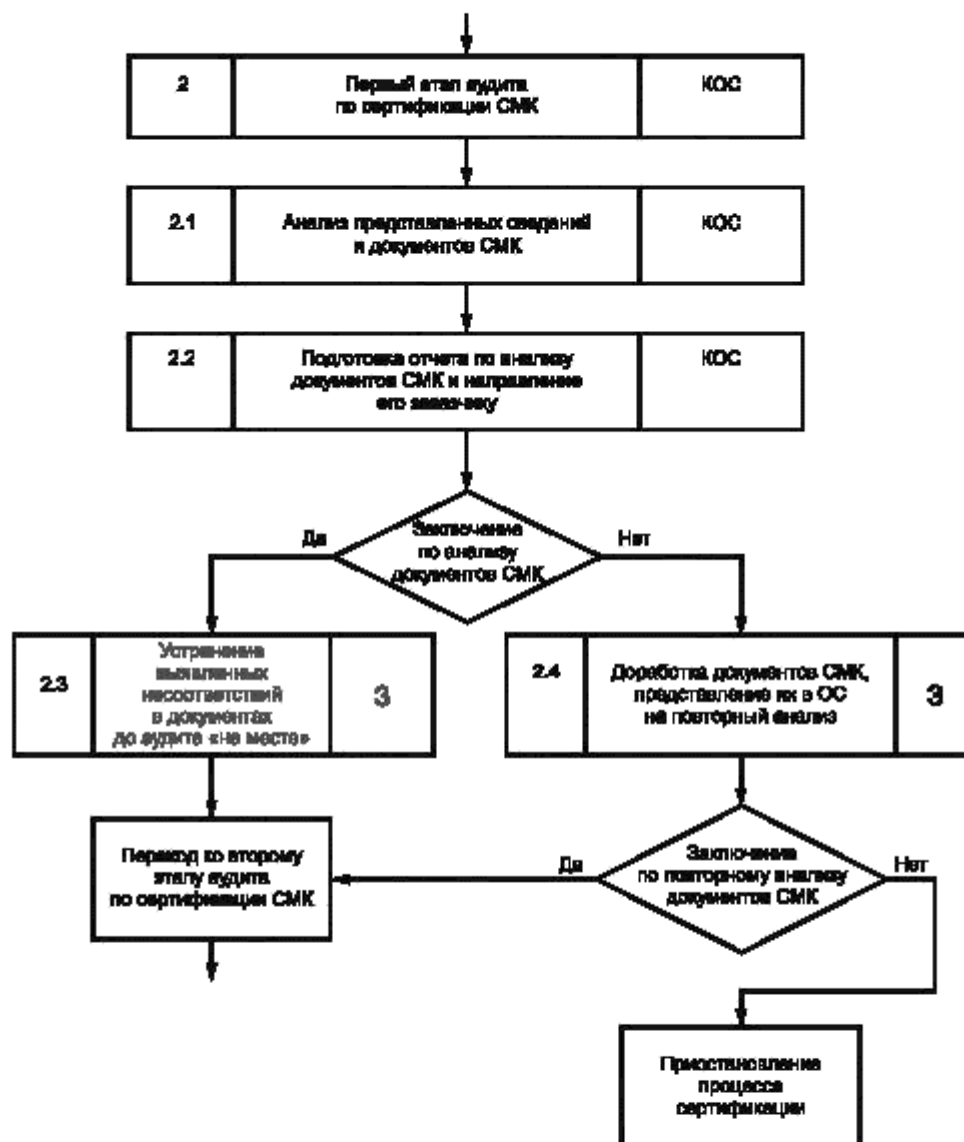 2
Первый этап аудита
по сертификации СМК
КОС
2.1
Анализ представленных сведений
и документов СМК
КОС
2.2
Подготовка отчета по анализу
документов СМК и направление
его заказчику
КОС
Заключение
по анализу
документов СМК
Да
Нет
2.3
Устранение
выявленных
несоответствий
в документах
до аудита «на месте»
З
2.4
Доработка документов СМК,
представление их в ОС
на повторный анализ
З
Переход ко второму
этапу аудита
по сертификации СМК
Да
Заключение
по повторному анализу
документов СМК
Нет
Приостановление
процесса
сертификации